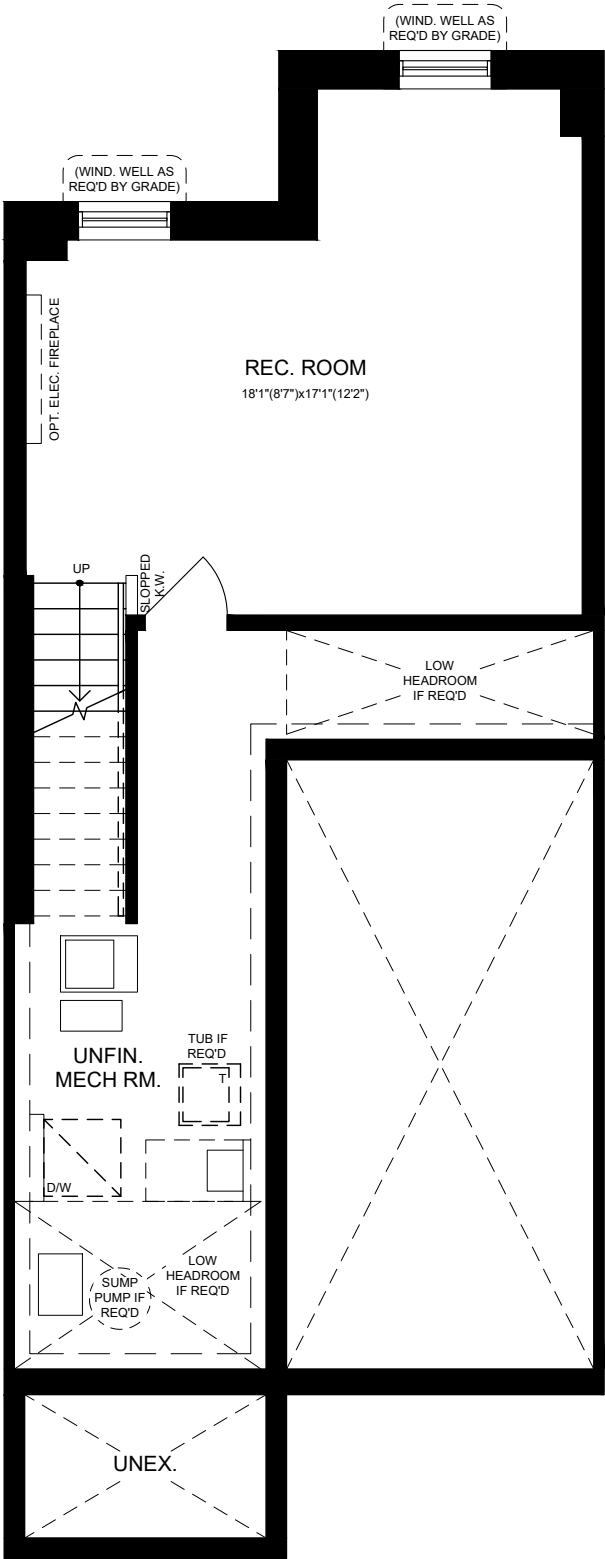 (WIND. WELL AS
REQ'D BY GRADE)
(WIND. WELL AS
REQ'D BY GRADE)
OPT. ELEC. FIREPLACE
REC. ROOM
18'1"(8'7")x17'1"(12'2")
UP
SLOPPED
K.W.
LOW
HEADROOM
IF REQ'D
TUB IF
REQ'D
T
UNFIN.
MECH RM.
D/W
LOW
HEADROOM
IF REQ'D
SUMP
PUMP IF
REQ'D
UNEX.